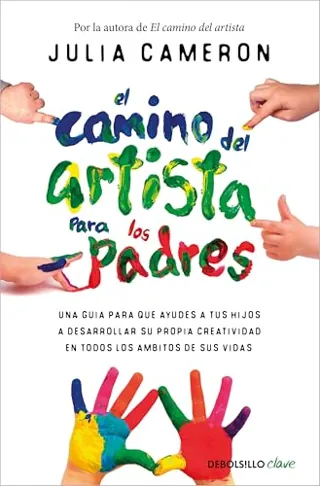 Por la autora de El camino del artista
JULIA CAMERON
el
camino del
artista
para los
padres
UNA GUIA PARA QUE AYUDES A TUS HIJOS
A DESARROLLAR SU PROPIA CREATIVIDAD
EN TODOS LOS AMBITOS DE SUS VIDAS
DEBOLSILLO clave